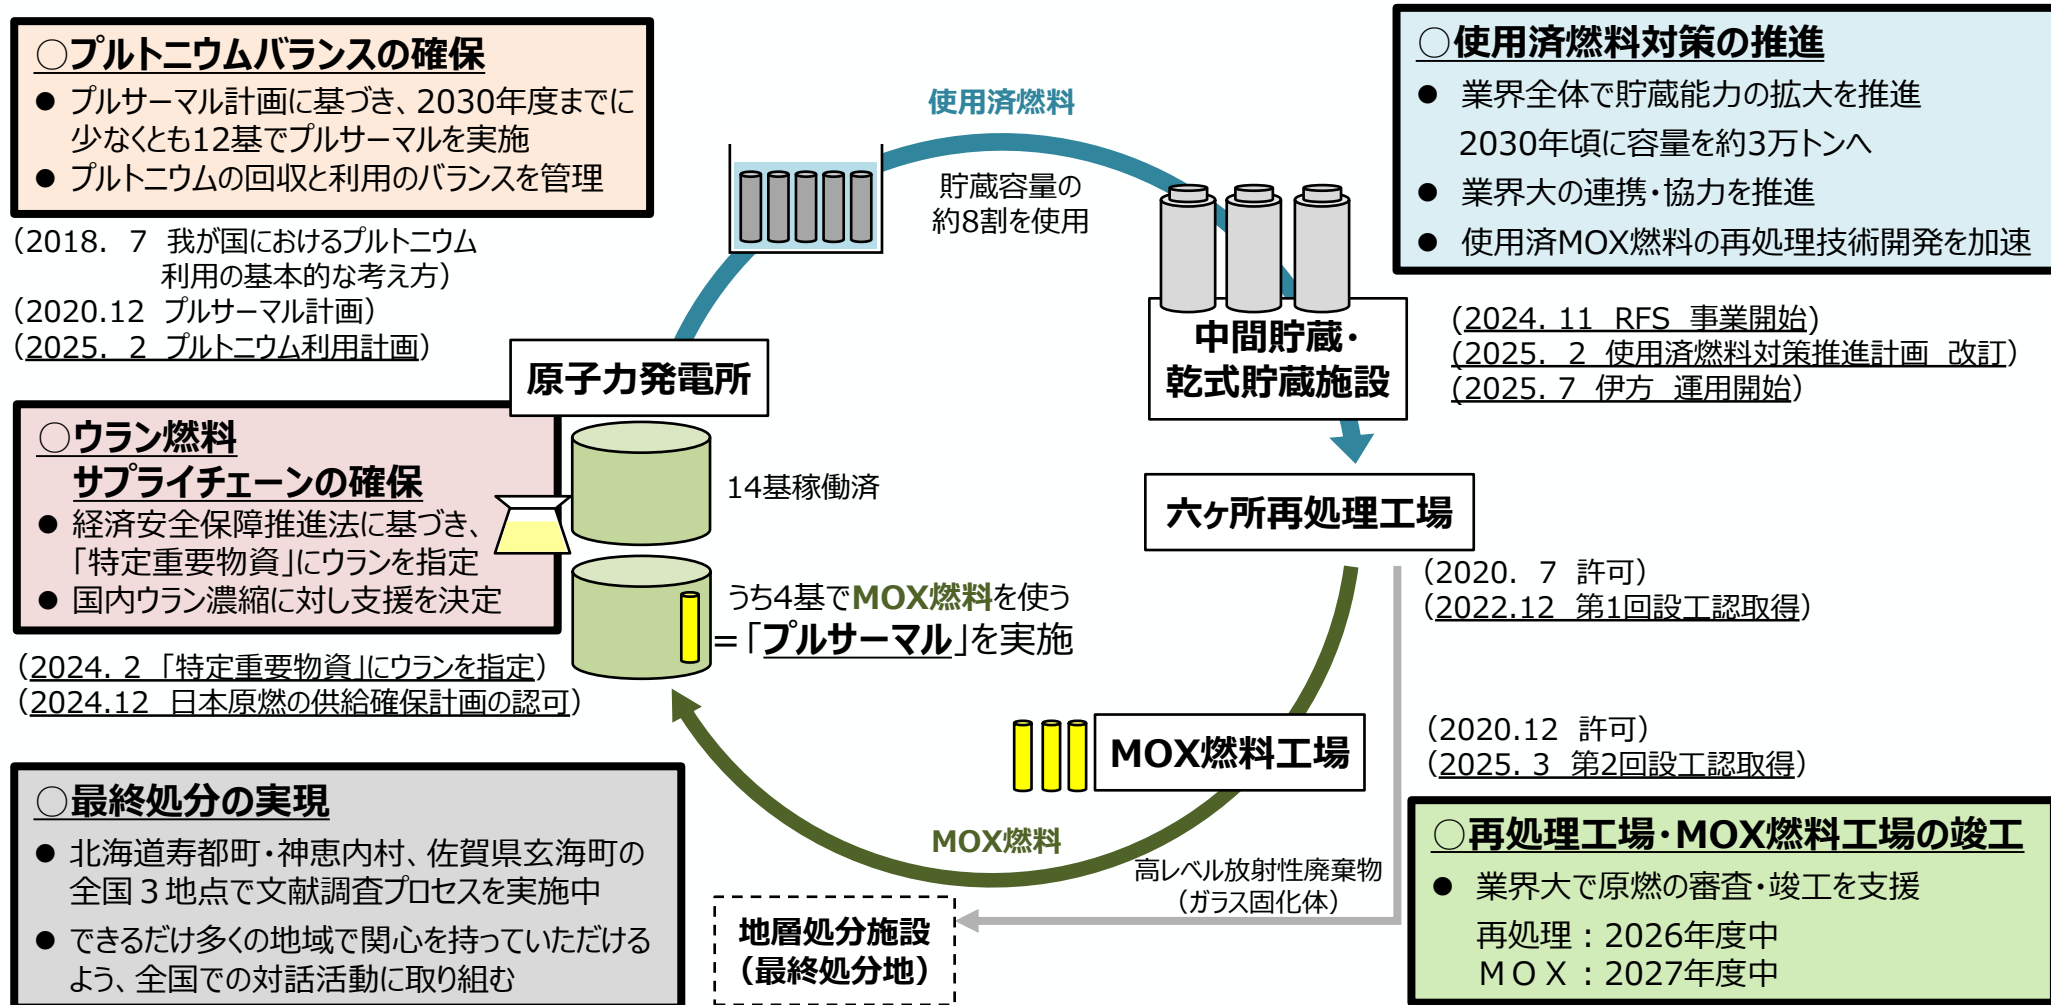 ○プルトニウムバランスの確保
● プルサーマル計画に基づき、2030年度までに
少なくとも12基でプルサーマルを実施
● プルトニウムの回収と利用のバランスを管理
（2018. 7 我が国におけるプルトニウム
利用の基本的な考え方）
（2020.12 プルサーマル計画）
（2025. 2 プルトニウム利用計画）
使用済燃料
貯蔵容量の
約8割を使用
○使用済燃料対策の推進
● 業界全体で貯蔵能力の拡大を推進
2030年頃に容量を約3万トンへ
● 業界大の連携・協力を推進
● 使用済MOX燃料の再処理技術開発を加速
（2024. 11 RFS 事業開始）
（2025. 2 使用済燃料対策推進計画 改訂）
（2025. 7 伊方 運用開始）
原子力発電所
中間貯蔵・
乾式貯蔵施設
○ウラン燃料
サプライチェーンの確保
● 経済安全保障推進法に基づき、
「特定重要物資」にウランを指定
● 国内ウラン濃縮に対し支援を決定
（2024. 2 「特定重要物資」にウランを指定）
（2024.12 日本原燃の供給確保計画の認可）
14基稼働済
うち4基でMOX燃料を使う
＝「プルサーマル」を実施
六ヶ所再処理工場
（2020. 7 許可）
（2022.12 第1回設工認取得）
MOX燃料工場
（2020.12 許可）
（2025. 3 第2回設工認取得）
MOX燃料
高レベル放射性廃棄物
（ガラス固化体）
地層処分施設
（最終処分地）
○最終処分の実現
● 北海道寿都町・神恵内村、佐賀県玄海町の
全国３地点で文献調査プロセスを実施中
● できるだけ多くの地域で関心を持っていただける
よう、全国での対話活動に取り組む
○再処理工場・MOX燃料工場の竣工
● 業界大で原燃の審査・竣工を支援
再処理：2026年度中
ＭＯＸ：2027年度中